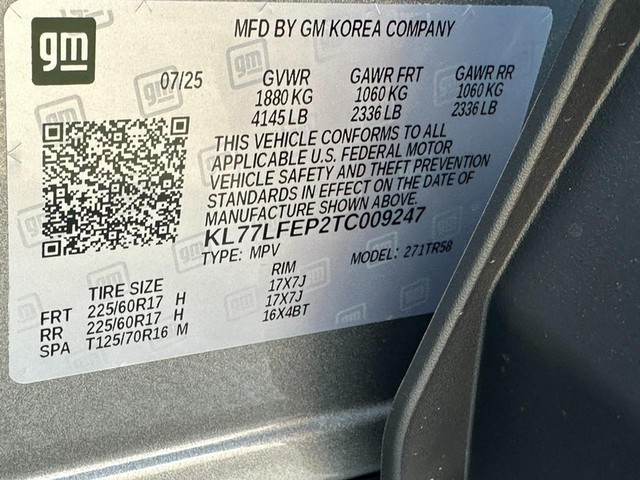 gm
MFD BY GM KOREA COMPANY
07/25 GVWR GAWR FRT GAWR RR
1880 KG 1060 KG 1060 KG
4145 LB 2336 LB 2336 LB
THIS VEHICLE CONFORMS TO ALL
APPLICABLE U.S. FEDERAL MOTOR
VEHICLE SAFETY AND THEFT PREVENTION
STANDARDS IN EFFECT ON THE DATE OF
MANUFACTURE SHOWN ABOVE.
KL77LFEP2TC009247
TYPE: MPV MODEL: 271TR58
TIRE SIZE RIM
FRT 225/60R17 H 17X7J
RR 225/60R17 H 17X7J
SPA T125/70R16 M 16X4BT